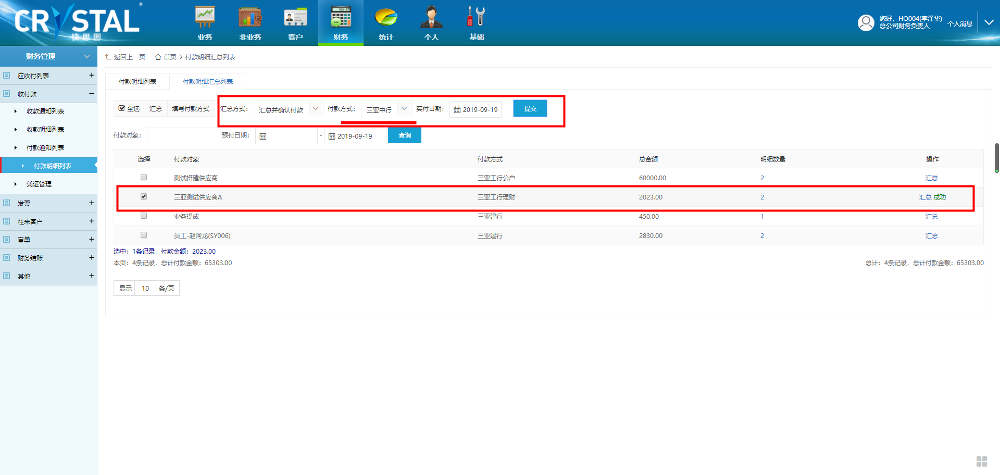 CRYSTAL ®
快思图
业务
非业务
客户
财务
统计
个人
基础
您好，HQ004(李泽华)
总公司财务负责人
个人消息
财务管理
应收付列表 +
收付款 −
收款通知列表
收款明细列表
付款通知列表
付款明细列表
凭证管理
发票 +
往来客户 +
审单 +
财务结账 +
其他 +
返回上一页 首页 > 付款明细汇总列表
付款明细列表 付款明细汇总列表
全选 汇总 填写付款方式 汇总方式： 汇总并确认付款 付款方式： 三亚中行 实付日期： 2019-09-19 提交
付款对象： 预付日期： - 2019-09-19 查询
选择 付款对象 付款方式 总金额 明细数量 操作
测试搭建供应商 三亚工行公户 60000.00 2 汇总
三亚测试供应商A 三亚工行理财 2023.00 2 汇总 成功
业务提成 三亚建行 450.00 1 汇总
员工-赵阿龙(SY006) 三亚建行 2830.00 2 汇总
选中：1条记录，付款金额：2023.00
本页：4条记录，总计付款金额：65303.00 总计：4条记录，总计付款金额：65303.00
显示 10 条/页